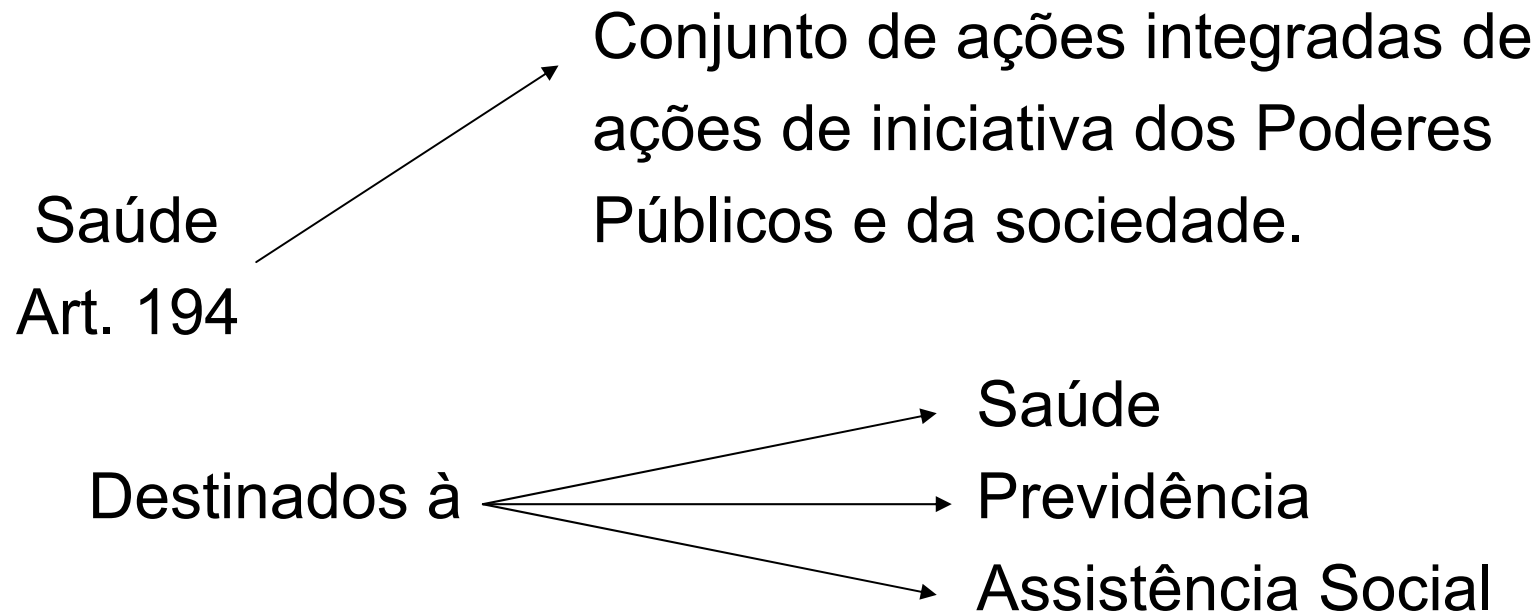 Conjunto de ações integradas de
ações de iniciativa dos Poderes
Saúde
Públicos e da sociedade.
Art. 194
Saúde
Destinados à
Previdência
Assistência Social